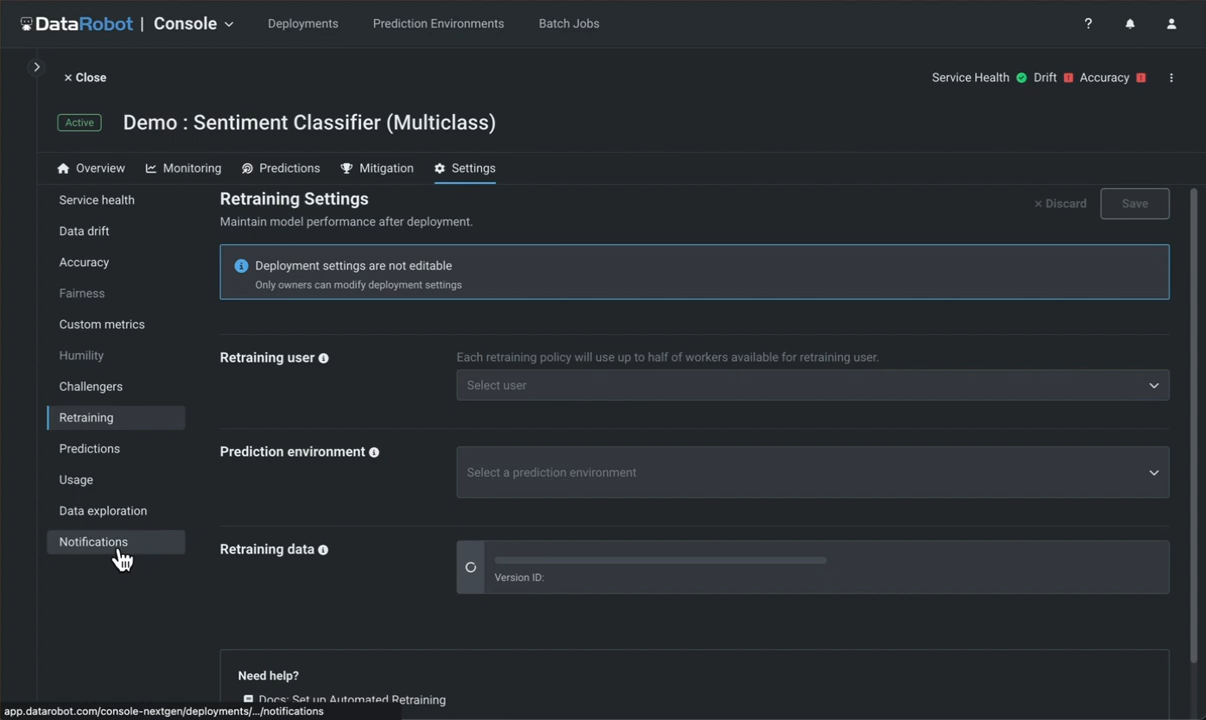 DataRobot | Console
Deployments
Prediction Environments
Batch Jobs
?
× Close
Service Health
Drift
Accuracy
Active
Demo : Sentiment Classifier (Multiclass)
Overview
Monitoring
Predictions
Mitigation
Settings
Service health
Data drift
Accuracy
Fairness
Custom metrics
Humility
Challengers
Retraining
Predictions
Usage
Data exploration
Notifications
Retraining Settings
Maintain model performance after deployment.
× Discard
Save
Deployment settings are not editable
Only owners can modify deployment settings
Retraining user
Each retraining policy will use up to half of workers available for retraining user.
Select user
Prediction environment
Select a prediction environment
Retraining data
Version ID:
Need help?
Docs: Set up Automated Retraining
app.datarobot.com/console-nextgen/deployments/.../notifications